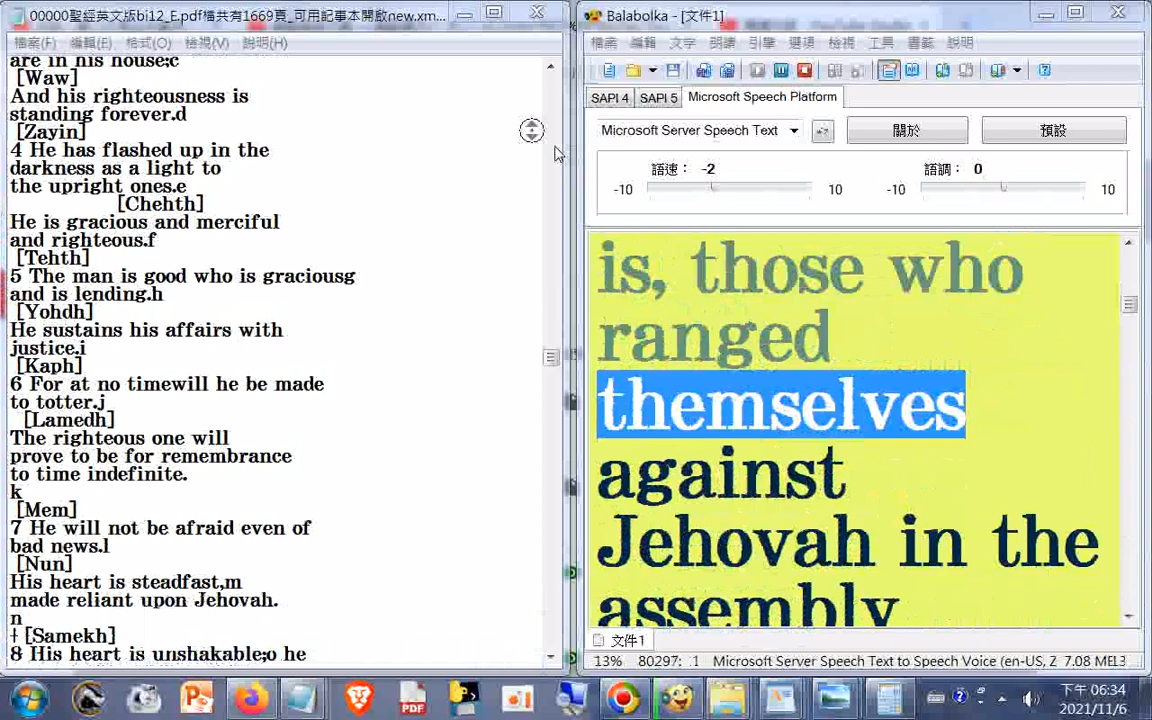 00000聖經英文版bi12_E.pdf檔共有1669頁_可用記事本開啟new.xm...
檔案(F) 編輯(E) 格式(O) 檢視(V) 說明(H)
are in his house;c
[Waw]
And his righteousness is
standing forever.d
[Zayin]
4 He has flashed up in the
darkness as a light to
the upright ones.e
[Chehth]
He is gracious and merciful
and righteous.f
[Tehth]
5 The man is good who is graciousg
and is lending.h
[Yohdh]
He sustains his affairs with
justice.i
[Kaph]
6 For at no timewill he be made
to totter.j
[Lamedh]
The righteous one will
prove to be for remembrance
to time indefinite.
k
[Mem]
7 He will not be afraid even of
bad news.l
[Nun]
His heart is steadfast,m
made reliant upon Jehovah.
n
ƚ [Samekh]
8 His heart is unshakable;o he
Balabolka - [文件1]
檔案 編輯 文字 朗讀 引擎 選項 檢視 工具 書籤 說明
SAPI 4 SAPI 5 Microsoft Speech Platform
Microsoft Server Speech Text 關於 預設
語速： -2 語調： 0
-10 10 -10 10
is, those who
ranged
themselves
against
Jehovah in the
assembly
文件1
13% 80297: .1 Microsoft Server Speech Text to Speech Voice (en-US, Z 7.08 ME13
下午 06:34
2021/11/6